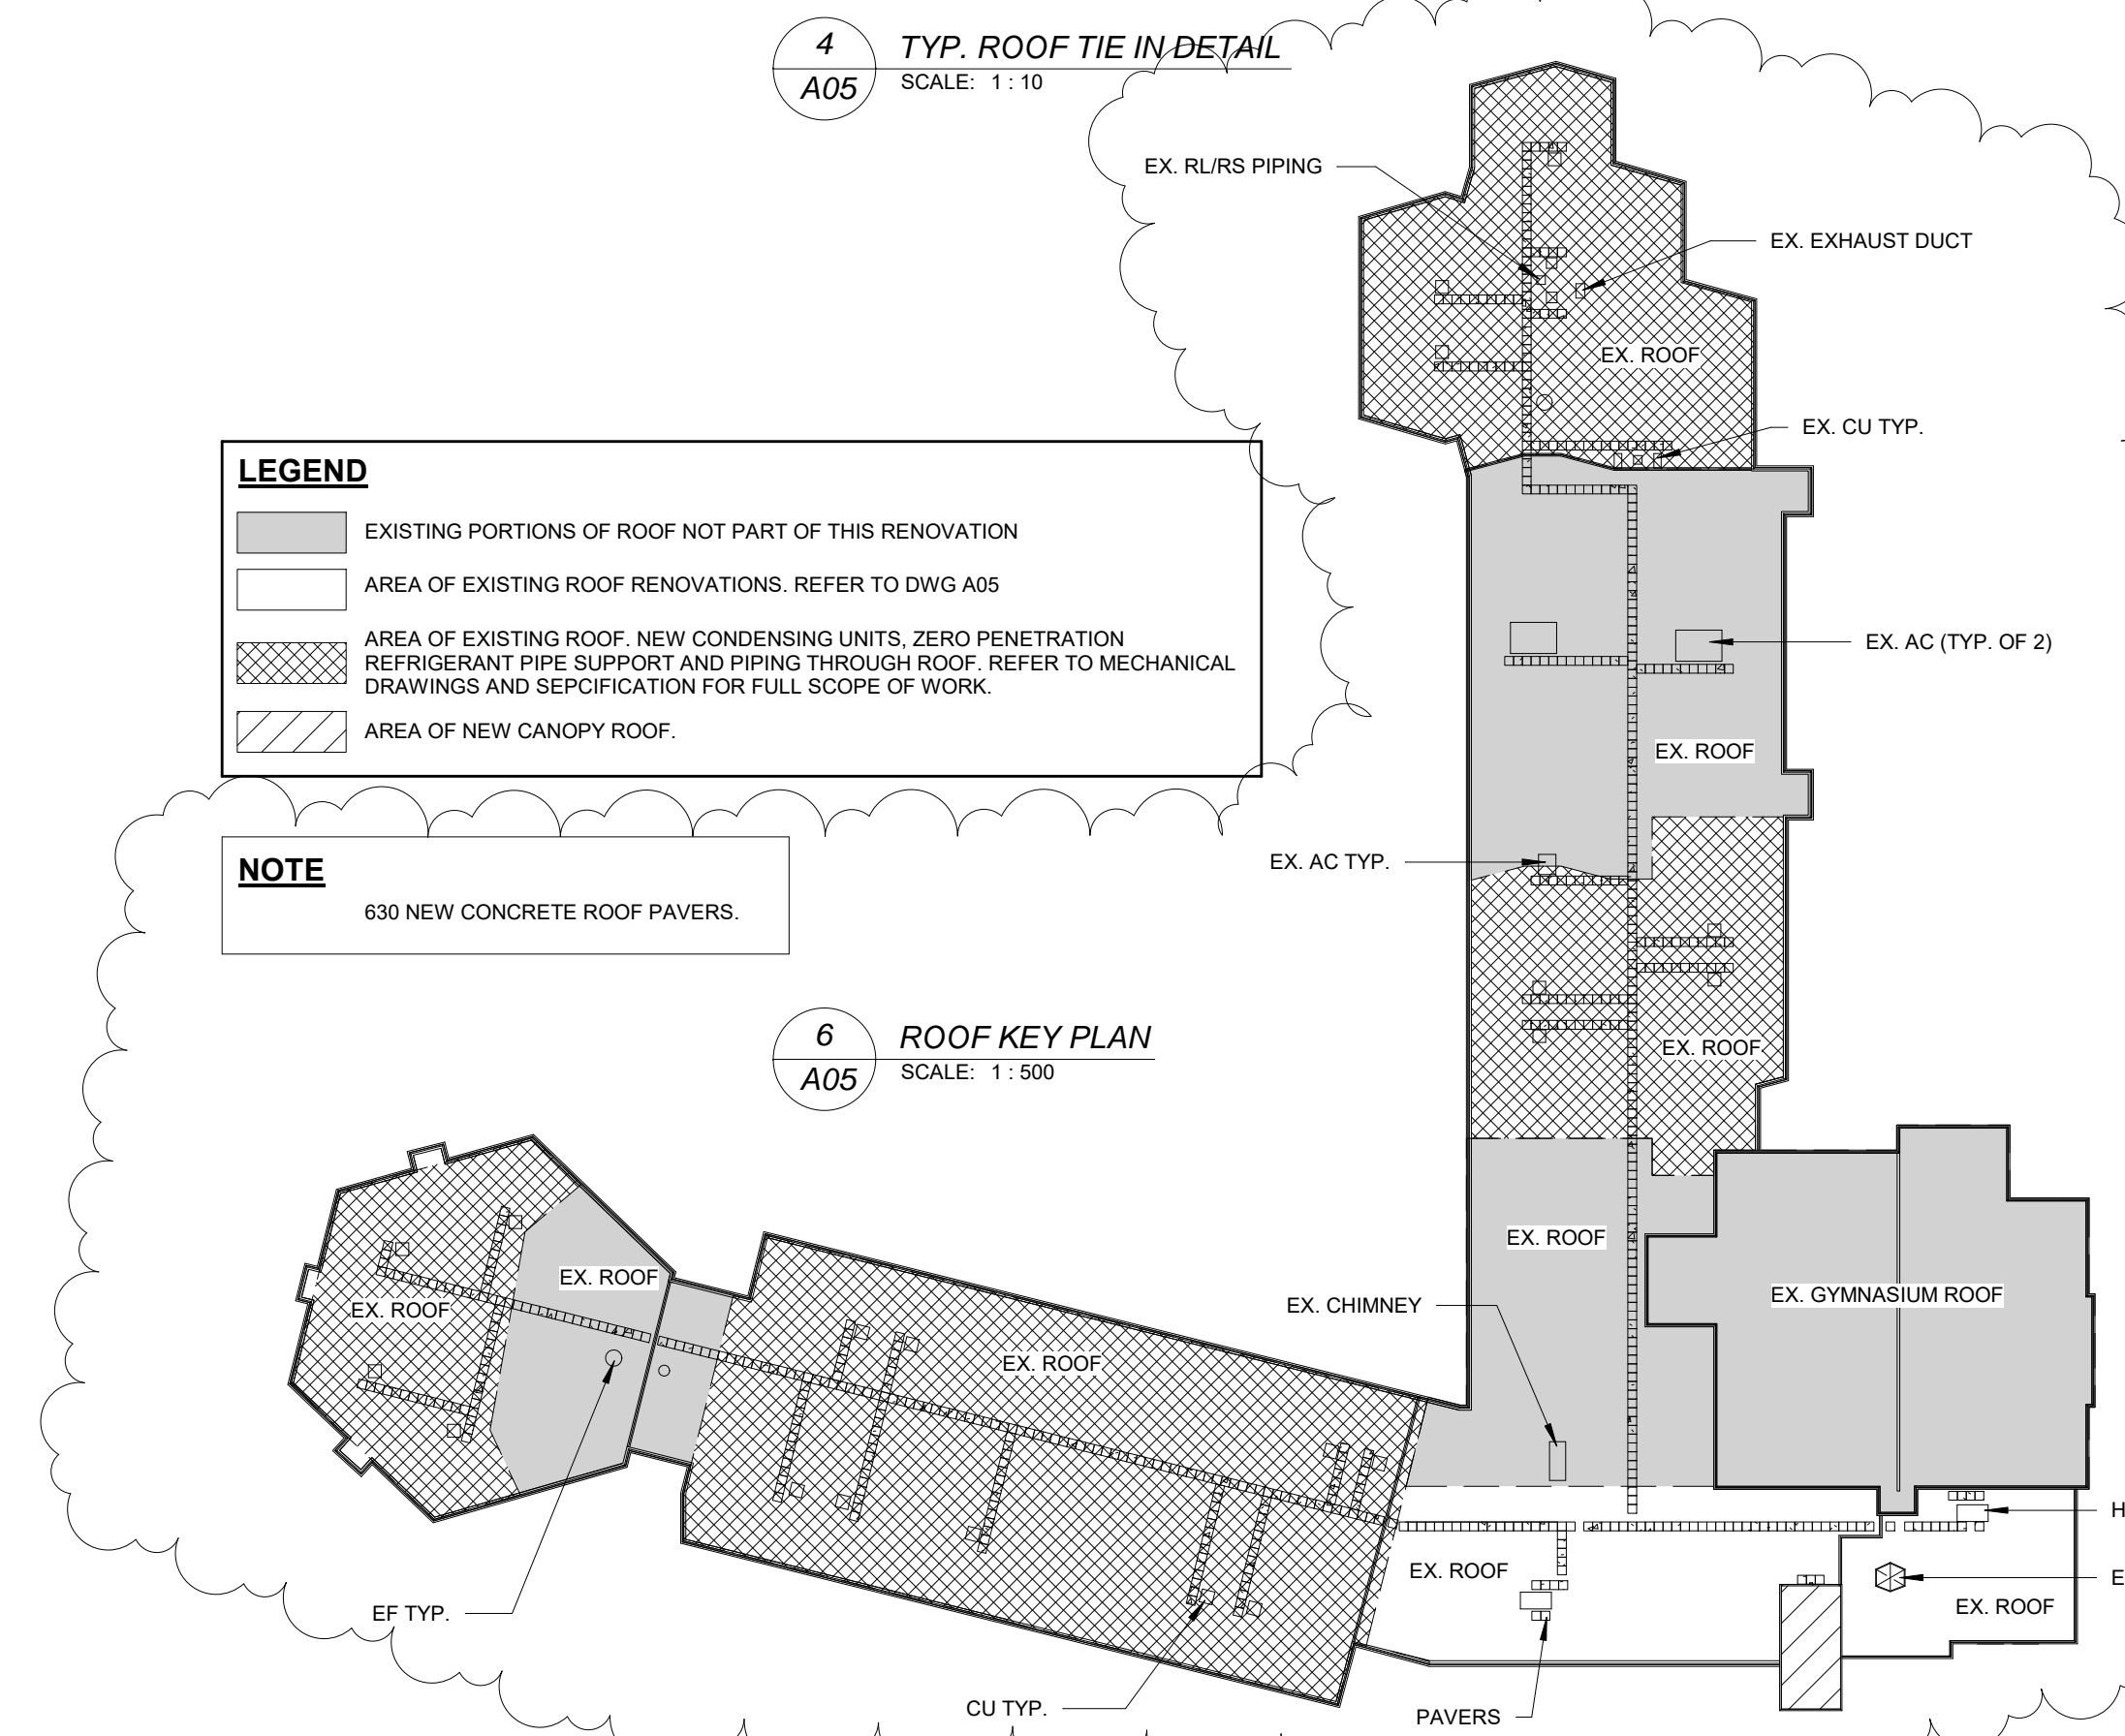 4
A05
TYP. ROOF TIE IN DETAIL
SCALE: 1 : 10
EX. RL/RS PIPING
EX. EXHAUST DUCT
EX. ROOF
EX. CU TYP.
LEGEND
EXISTING PORTIONS OF ROOF NOT PART OF THIS RENOVATION
AREA OF EXISTING ROOF RENOVATIONS. REFER TO DWG A05
AREA OF EXISTING ROOF. NEW CONDENSING UNITS, ZERO PENETRATION
REFRIGERANT PIPE SUPPORT AND PIPING THROUGH ROOF. REFER TO MECHANICAL
DRAWINGS AND SEPCIFICATION FOR FULL SCOPE OF WORK.
AREA OF NEW CANOPY ROOF.
EX. AC (TYP. OF 2)
EX. ROOF
EX. AC TYP.
NOTE
630 NEW CONCRETE ROOF PAVERS.
6
A05
ROOF KEY PLAN
SCALE: 1 : 500
EX. ROOF
EX. ROOF
EX. ROOF
EX. ROOF
EX. GYMNASIUM ROOF
EX. CHIMNEY
EX. ROOF
EX. ROOF
H
E
EX. ROOF
EX. ROOF
EF TYP.
CU TYP.
PAVERS